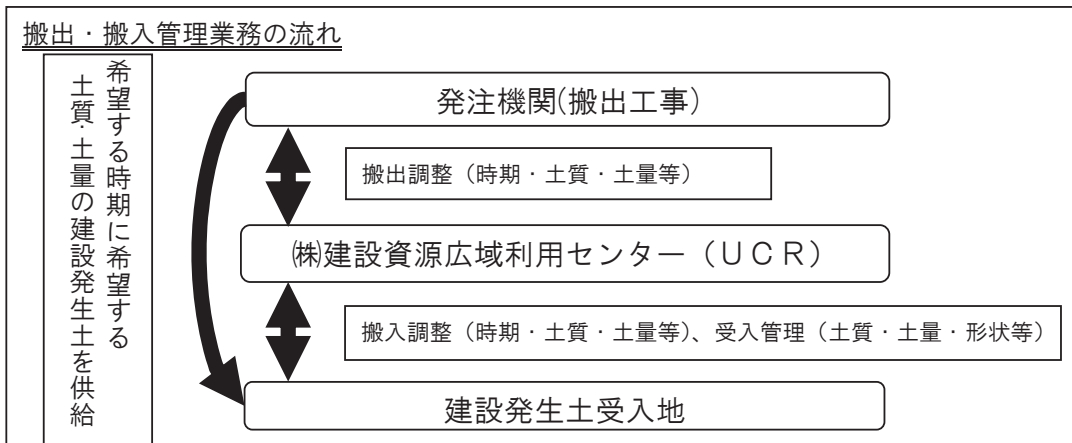 搬出・搬入管理業務の流れ
希望する時期に希望する
土質・土量の建設発生土を供給
発注機関(搬出工事)
搬出調整（時期・土質・土量等）
㈱建設資源広域利用センター（ＵＣＲ）
搬入調整（時期・土質・土量等）、受入管理（土質・土量・形状等）
建設発生土受入地